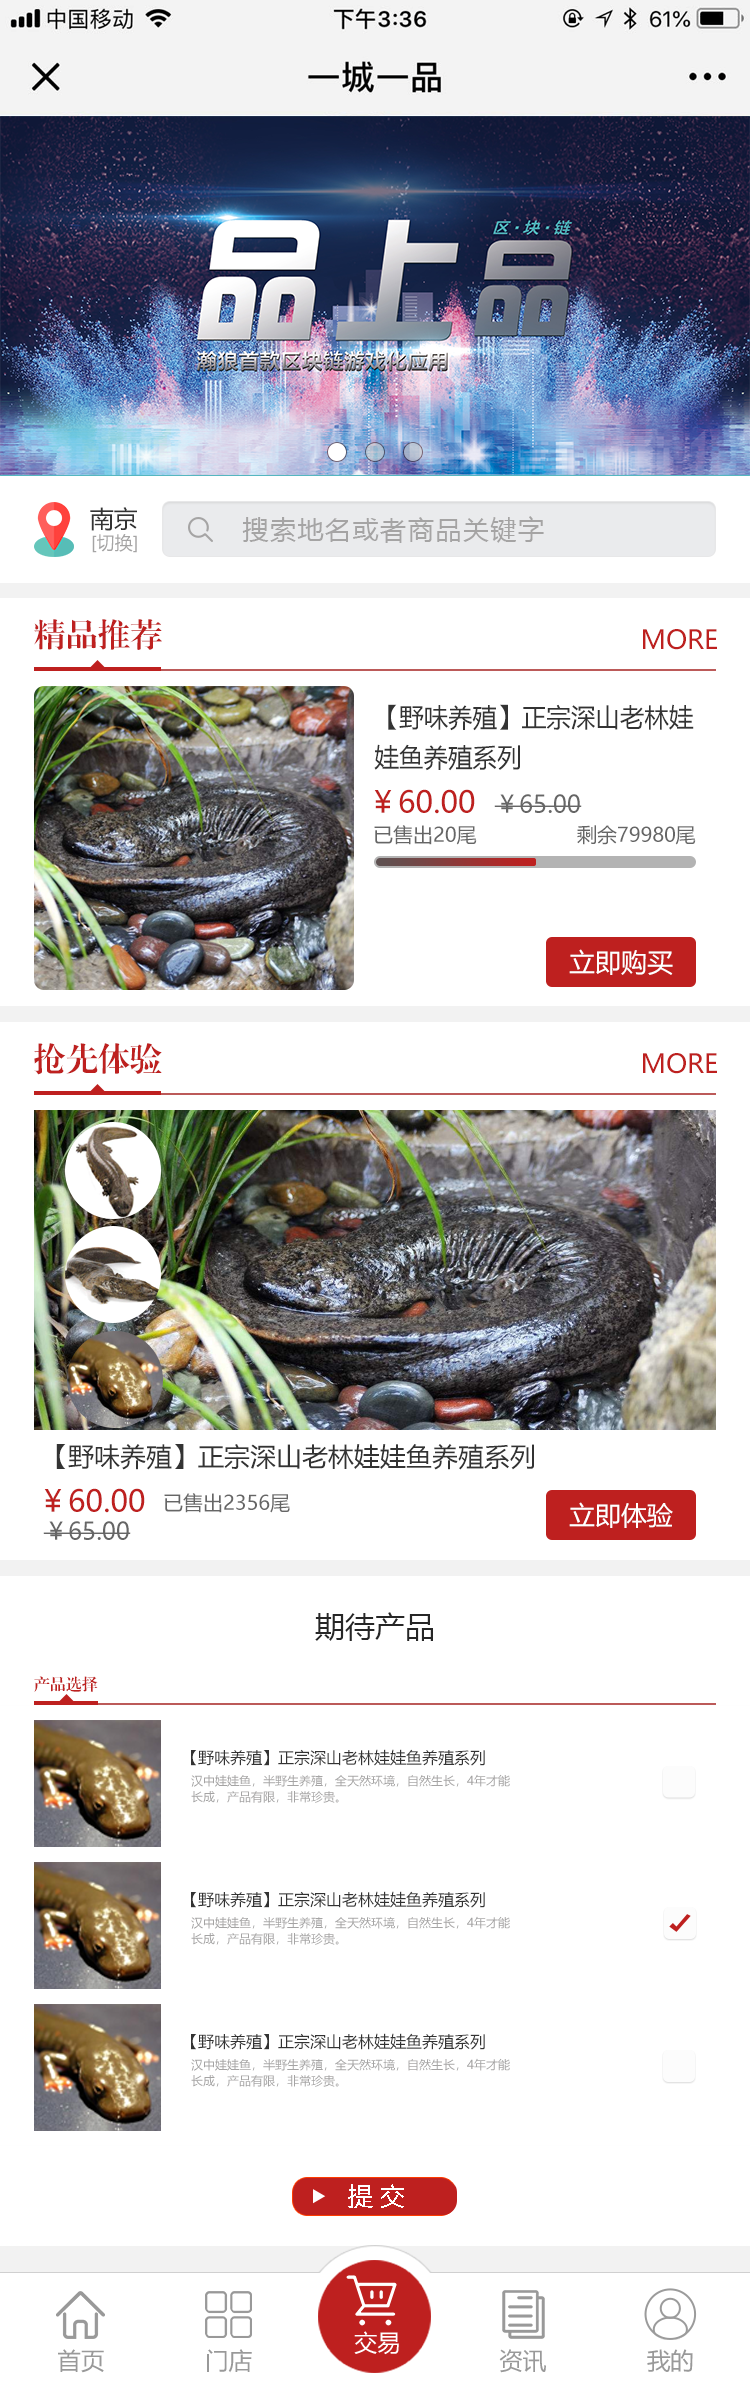 中国移动
下午3:36
61%
一城一品
区·块·链
品上品
瀚狼首款区块链游戏化应用
南京
[切换]
搜索地名或者商品关键字
精品推荐
MORE
【野味养殖】正宗深山老林娃
娃鱼养殖系列
¥ 60.00
¥ 65.00
已售出20尾
剩余79980尾
立即购买
抢先体验
MORE
【野味养殖】正宗深山老林娃娃鱼养殖系列
¥ 60.00
已售出2356尾
¥ 65.00
立即体验
期待产品
产品选择
【野味养殖】正宗深山老林娃娃鱼养殖系列
汉中娃娃鱼，半野生养殖，全天然环境，自然生长，4年才能
长成，产品有限，非常珍贵。
【野味养殖】正宗深山老林娃娃鱼养殖系列
汉中娃娃鱼，半野生养殖，全天然环境，自然生长，4年才能
长成，产品有限，非常珍贵。
【野味养殖】正宗深山老林娃娃鱼养殖系列
汉中娃娃鱼，半野生养殖，全天然环境，自然生长，4年才能
长成，产品有限，非常珍贵。
提交
首页
门店
交易
资讯
我的